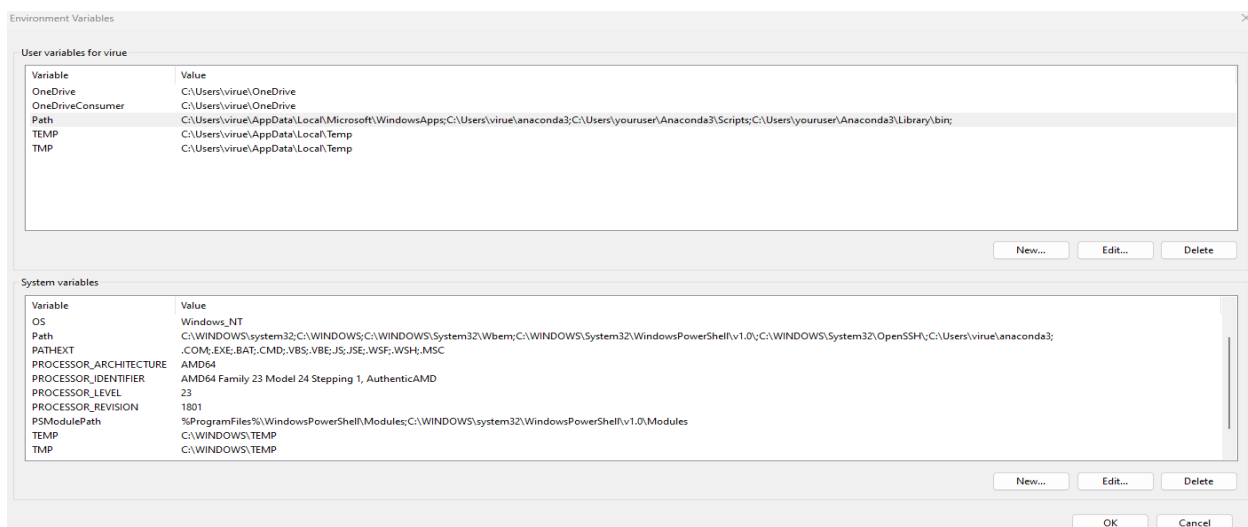 Environment Variables
User variables for virue
Variable Value
OneDrive C:\Users\virue\OneDrive
OneDriveConsumer C:\Users\virue\OneDrive
Path C:\Users\virue\AppData\Local\Microsoft\WindowsApps;C:\Users\virue\anaconda3;C:\Users\youruser\Anaconda3\Scripts;C:\Users\youruser\Anaconda3\Library\bin;
TEMP C:\Users\virue\AppData\Local\Temp
TMP C:\Users\virue\AppData\Local\Temp
New... Edit... Delete
System variables
Variable Value
OS Windows_NT
Path C:\WINDOWS\system32;C:\WINDOWS;C:\WINDOWS\System32\Wbem;C:\WINDOWS\System32\WindowsPowerShell\v1.0\;C:\WINDOWS\System32\OpenSSH\;C:\Users\virue\anaconda3;
PATHEXT .COM;.EXE;.BAT;.CMD;.VBS;.VBE;.JS;.JSE;.WSF;.WSH;.MSC
PROCESSOR_ARCHITECTURE AMD64
PROCESSOR_IDENTIFIER AMD64 Family 23 Model 24 Stepping 1, AuthenticAMD
PROCESSOR_LEVEL 23
PROCESSOR_REVISION 1801
PSModulePath %ProgramFiles%\WindowsPowerShell\Modules;C:\WINDOWS\system32\WindowsPowerShell\v1.0\Modules
TEMP C:\WINDOWS\TEMP
TMP C:\WINDOWS\TEMP
New... Edit... Delete
OK Cancel